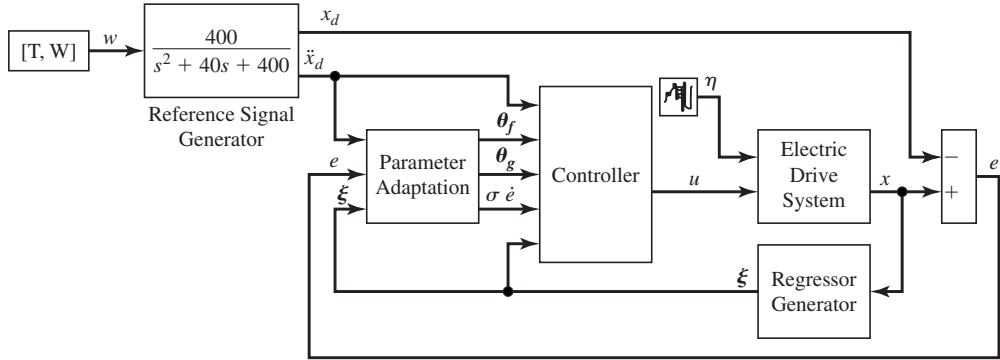 [T, W]
w
400
s² + 40s + 400
x_d
ẍ_d
Reference Signal
Generator
η
θ_f
θ_g
σ ė
e
ξ
Parameter
Adaptation
Controller
u
Electric
Drive
System
x
−
+
e
ξ
Regressor
Generator